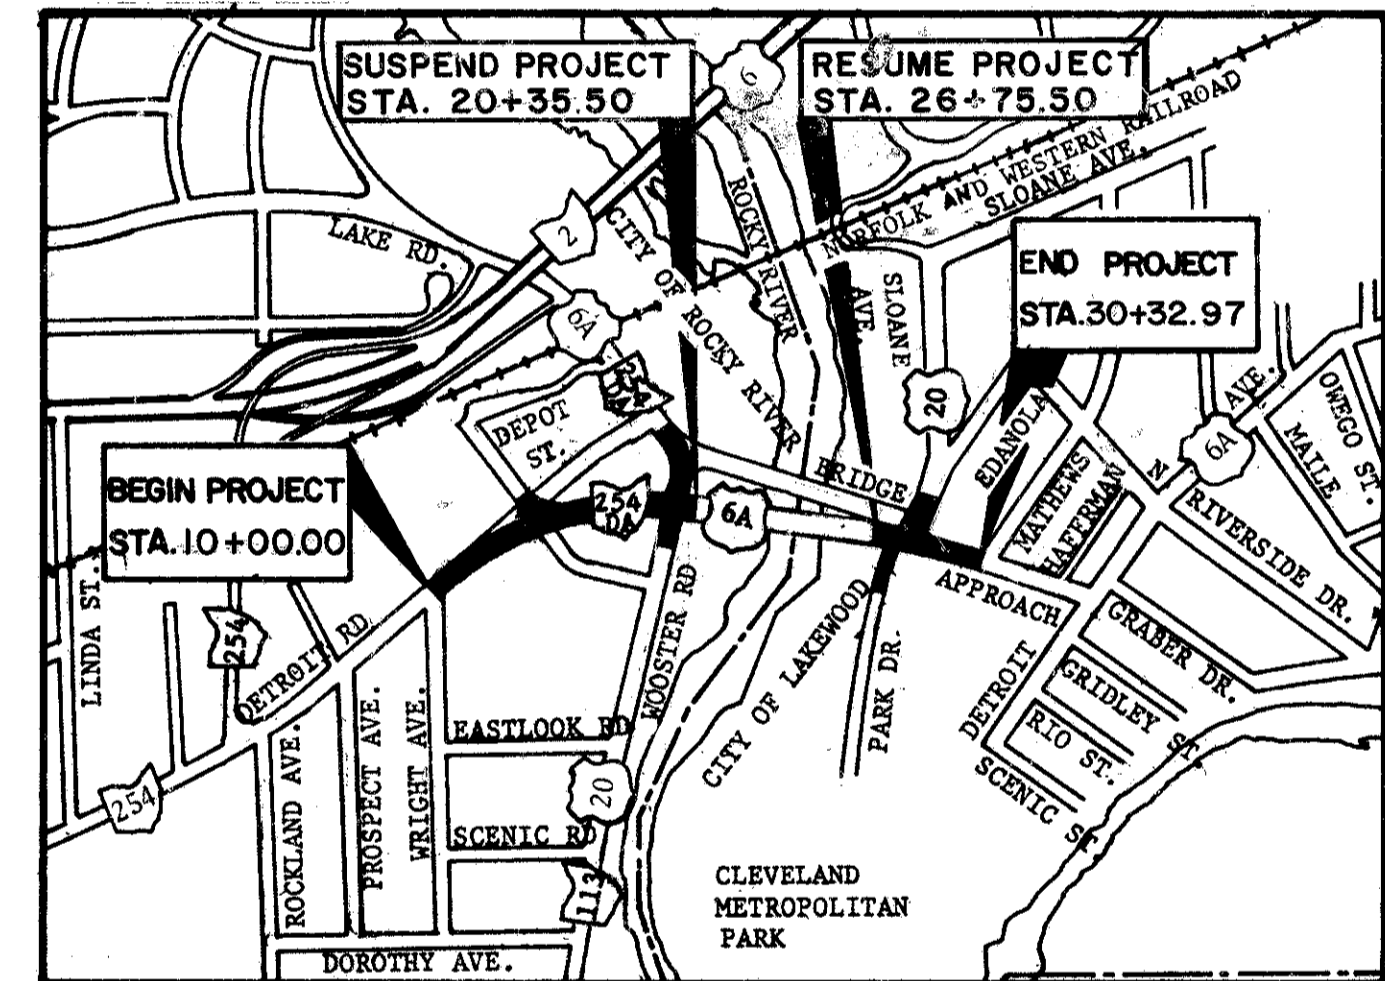 SUSPEND PROJECT
STA. 20+35.50
RESUME PROJECT
STA. 26+75.50
6
2
NORFOLK AND WESTERN RAILROAD
SLOANE AVE.
LAKE RD.
CITY OF ROCKY RIVER
ROCKY RIVER
END PROJECT
STA.30+32.97
SLOANE
AVE.
6A
254
DA
20
DEPOT
ST.
BRIDGE
EDANOLA
MATHEWS
HAFFERMAN
N
RIVERSIDE DR.
AVE.
6A
OWEGO ST.
MAILE
BEGIN PROJECT
STA.10+00.00
254
DA
6A
LINDA ST.
254
DETROIT RD
WOOSTER RD
CITY OF LAKEWOOD
PARK DR.
APPROACH
DETROIT
GRABER DR.
GRIDLEY ST.
RIO ST.
SCENIC ST.
254
ROCKLAND AVE.
PROSPECT AVE.
WRIGHT AVE.
EASTLOOK RD
20
SCENIC RD
113
DOROTHY AVE.
CLEVELAND
METROPOLITAN
PARK